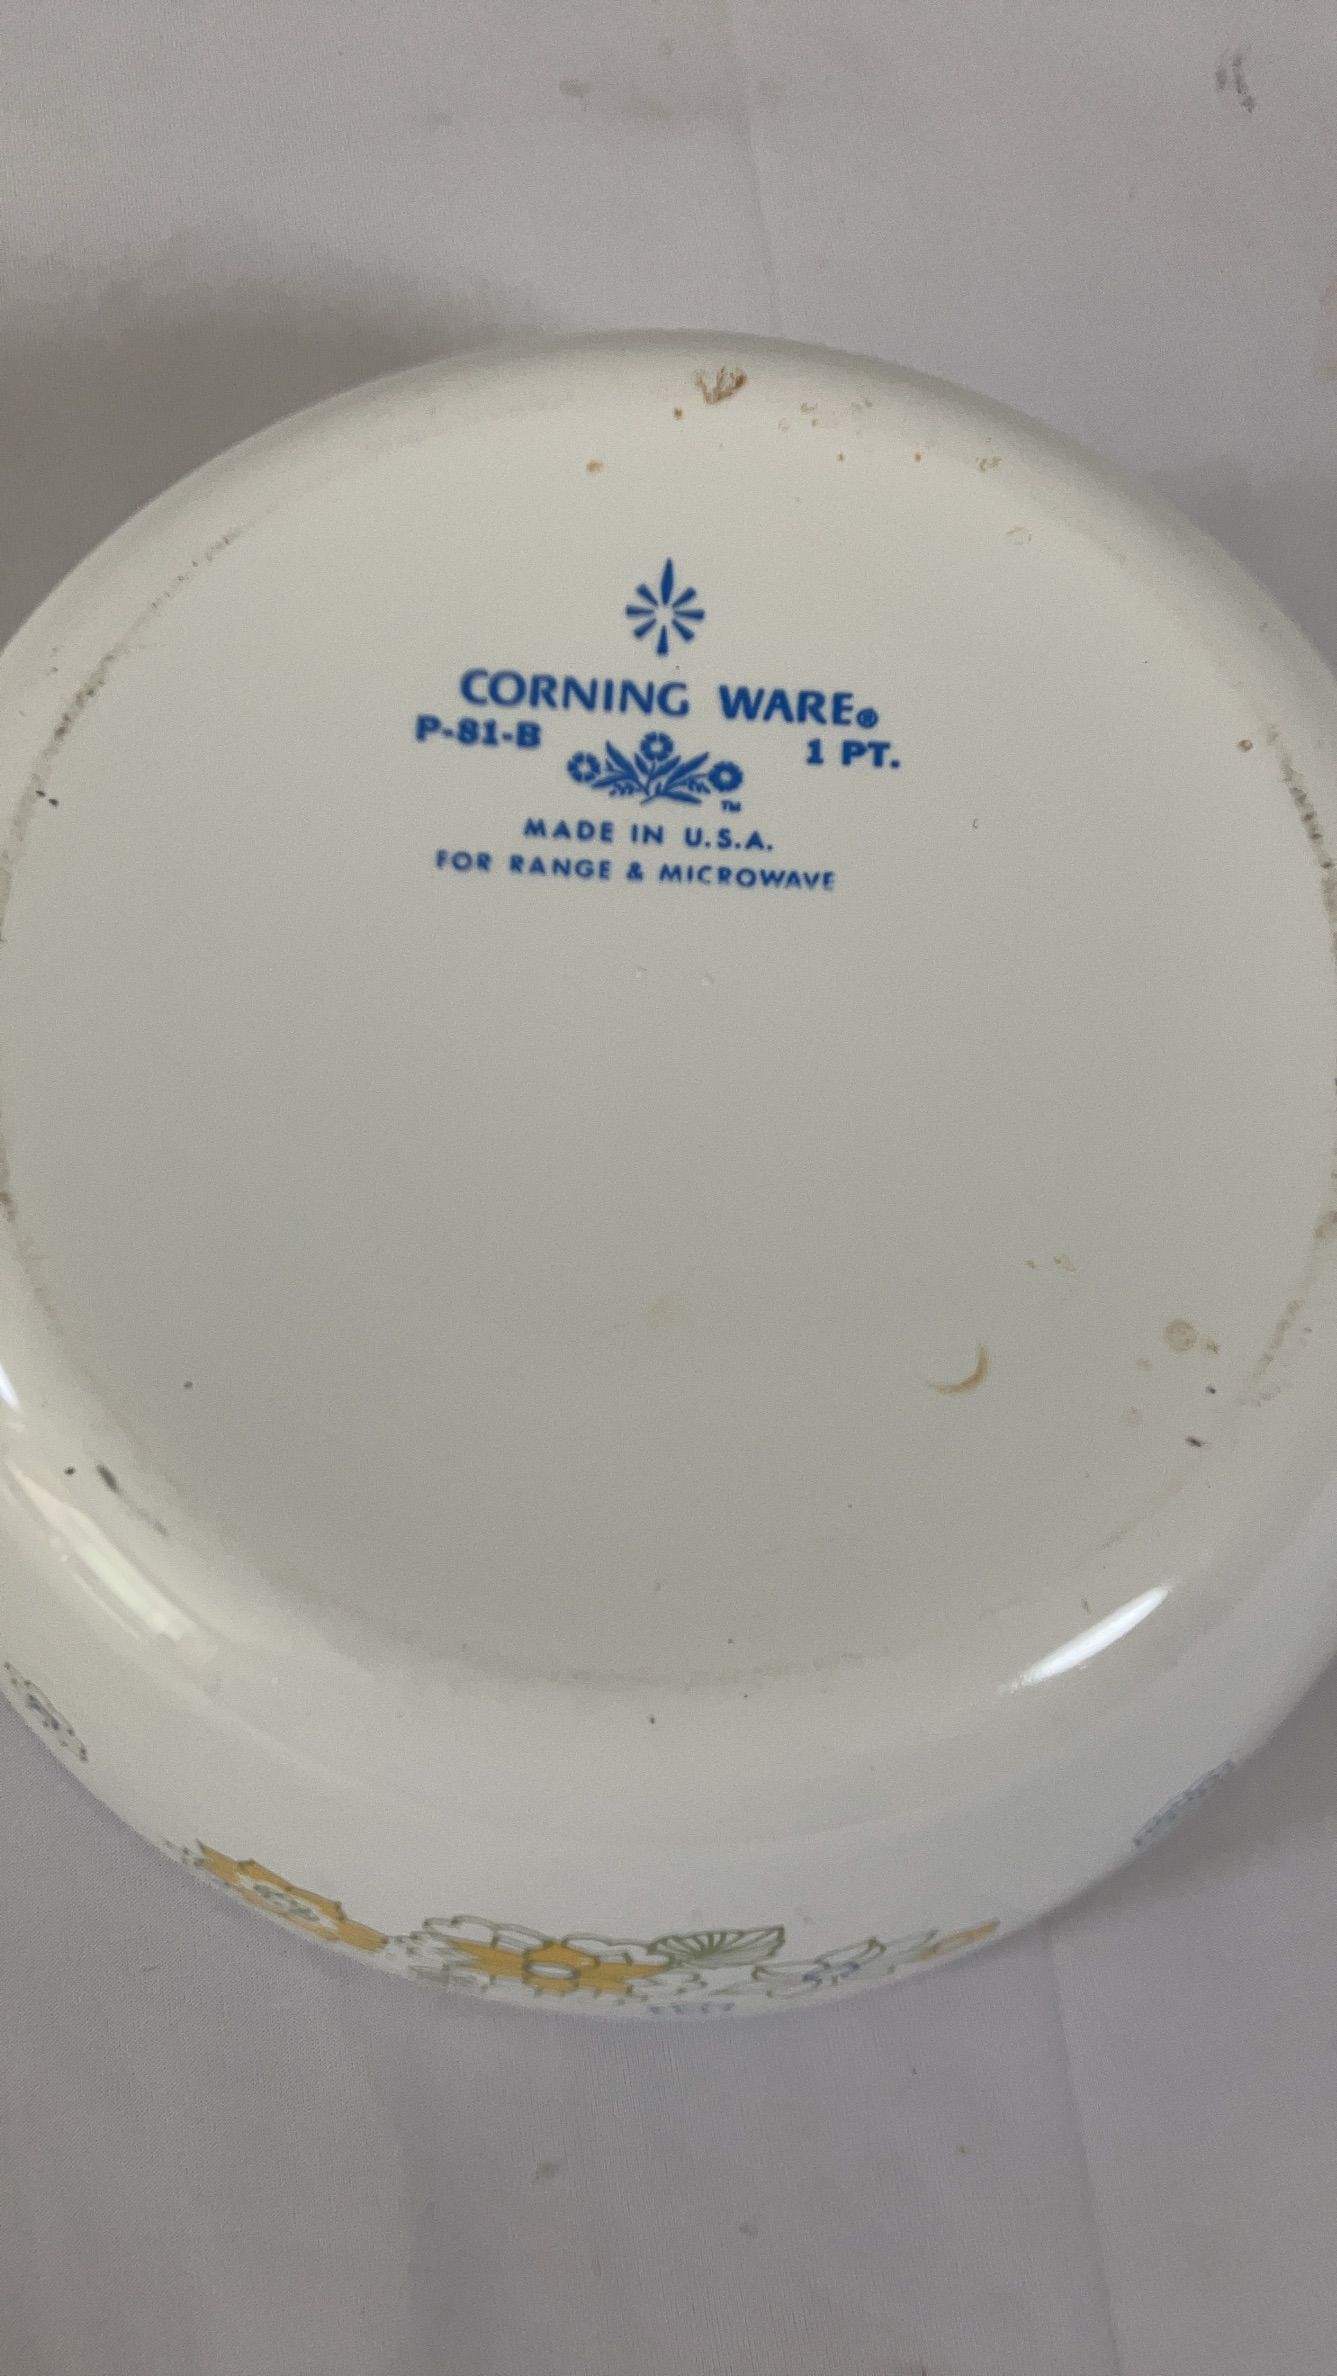 CORNING WARE®
P-81-B 1 PT.
TM
MADE IN U.S.A.
FOR RANGE & MICROWAVE